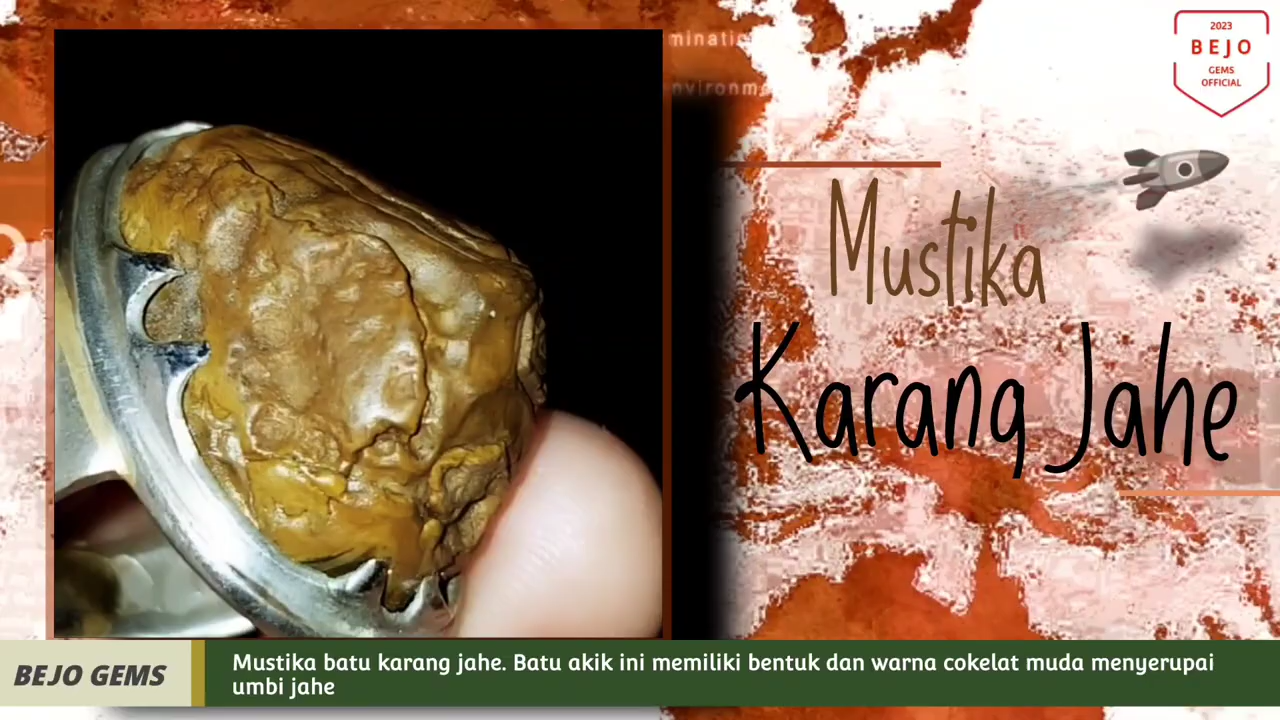 2023
BEJO
GEMS
OFFICIAL
Mustika
Karang Jahe
BEJO GEMS
Mustika batu karang jahe. Batu akik ini memiliki bentuk dan warna cokelat muda menyerupai
umbi jahe